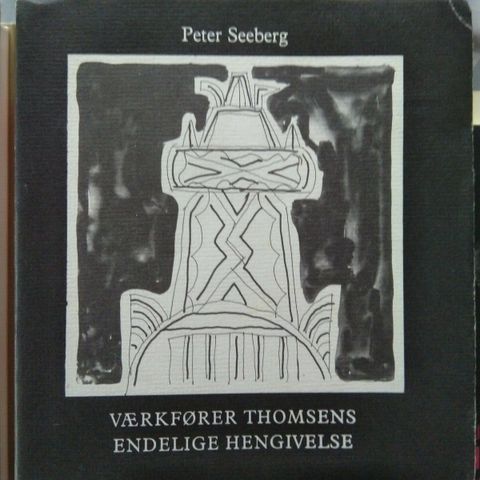 Peter Seeberg
VÆRKFØRER THOMSENS
ENDELIGE HENGIVELSE